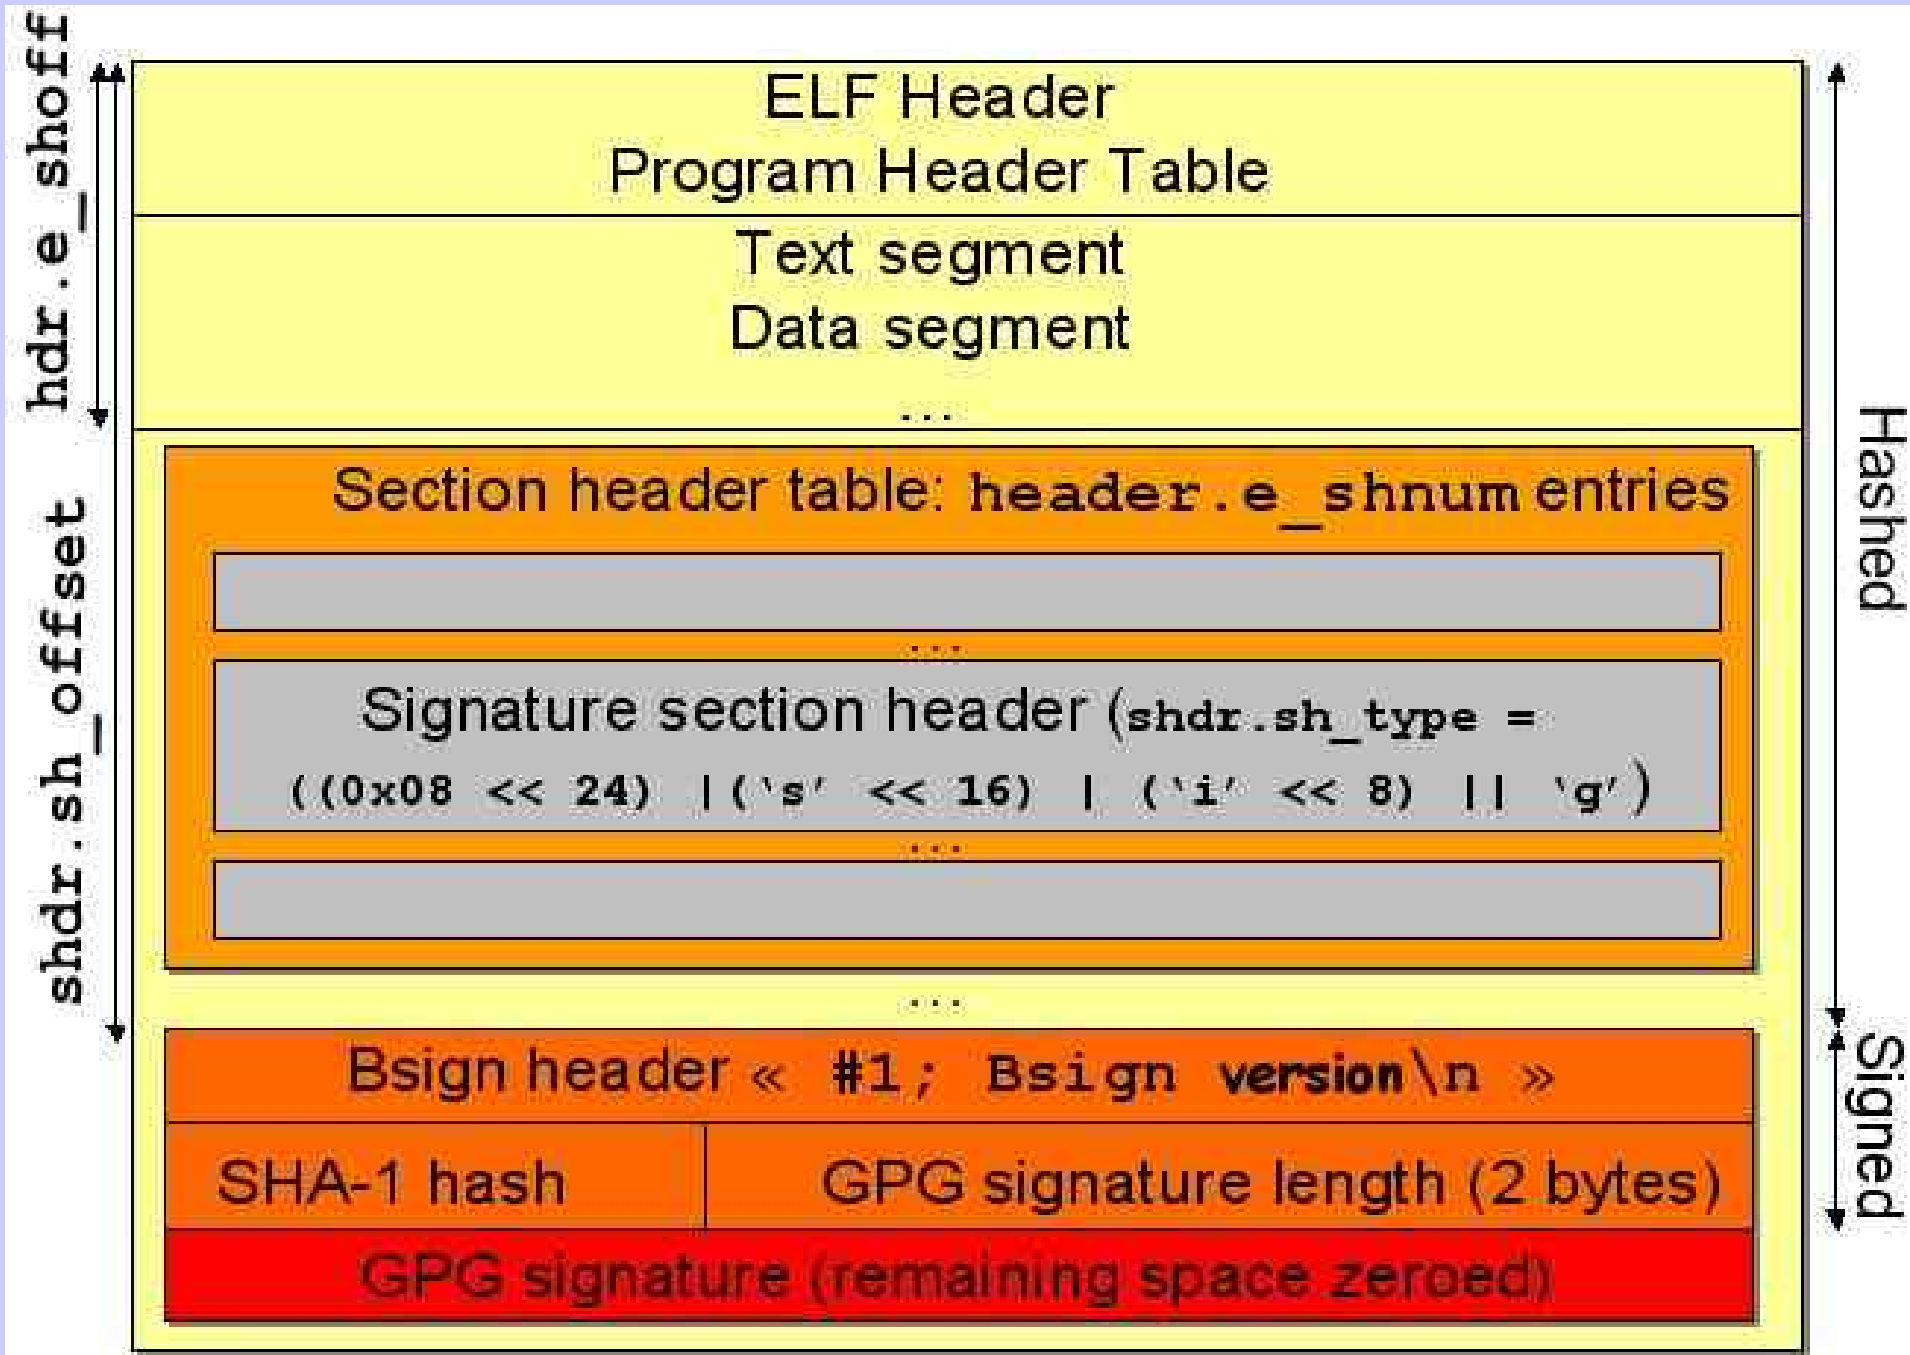 hdr.e_shoff
shdr.sh_offset
ELF Header
Program Header Table
Text segment
Data segment
...
Section header table: header.e_shnum entries
...
Signature section header (shdr.sh_type =
((0x08 << 24) |(‘s’ << 16) | (‘i’ << 8) || ‘g’)
...
...
Bsign header « #1; Bsign version\n »
SHA-1 hash
GPG signature length (2 bytes)
GPG signature (remaining space zeroed)
Hashed
Signed